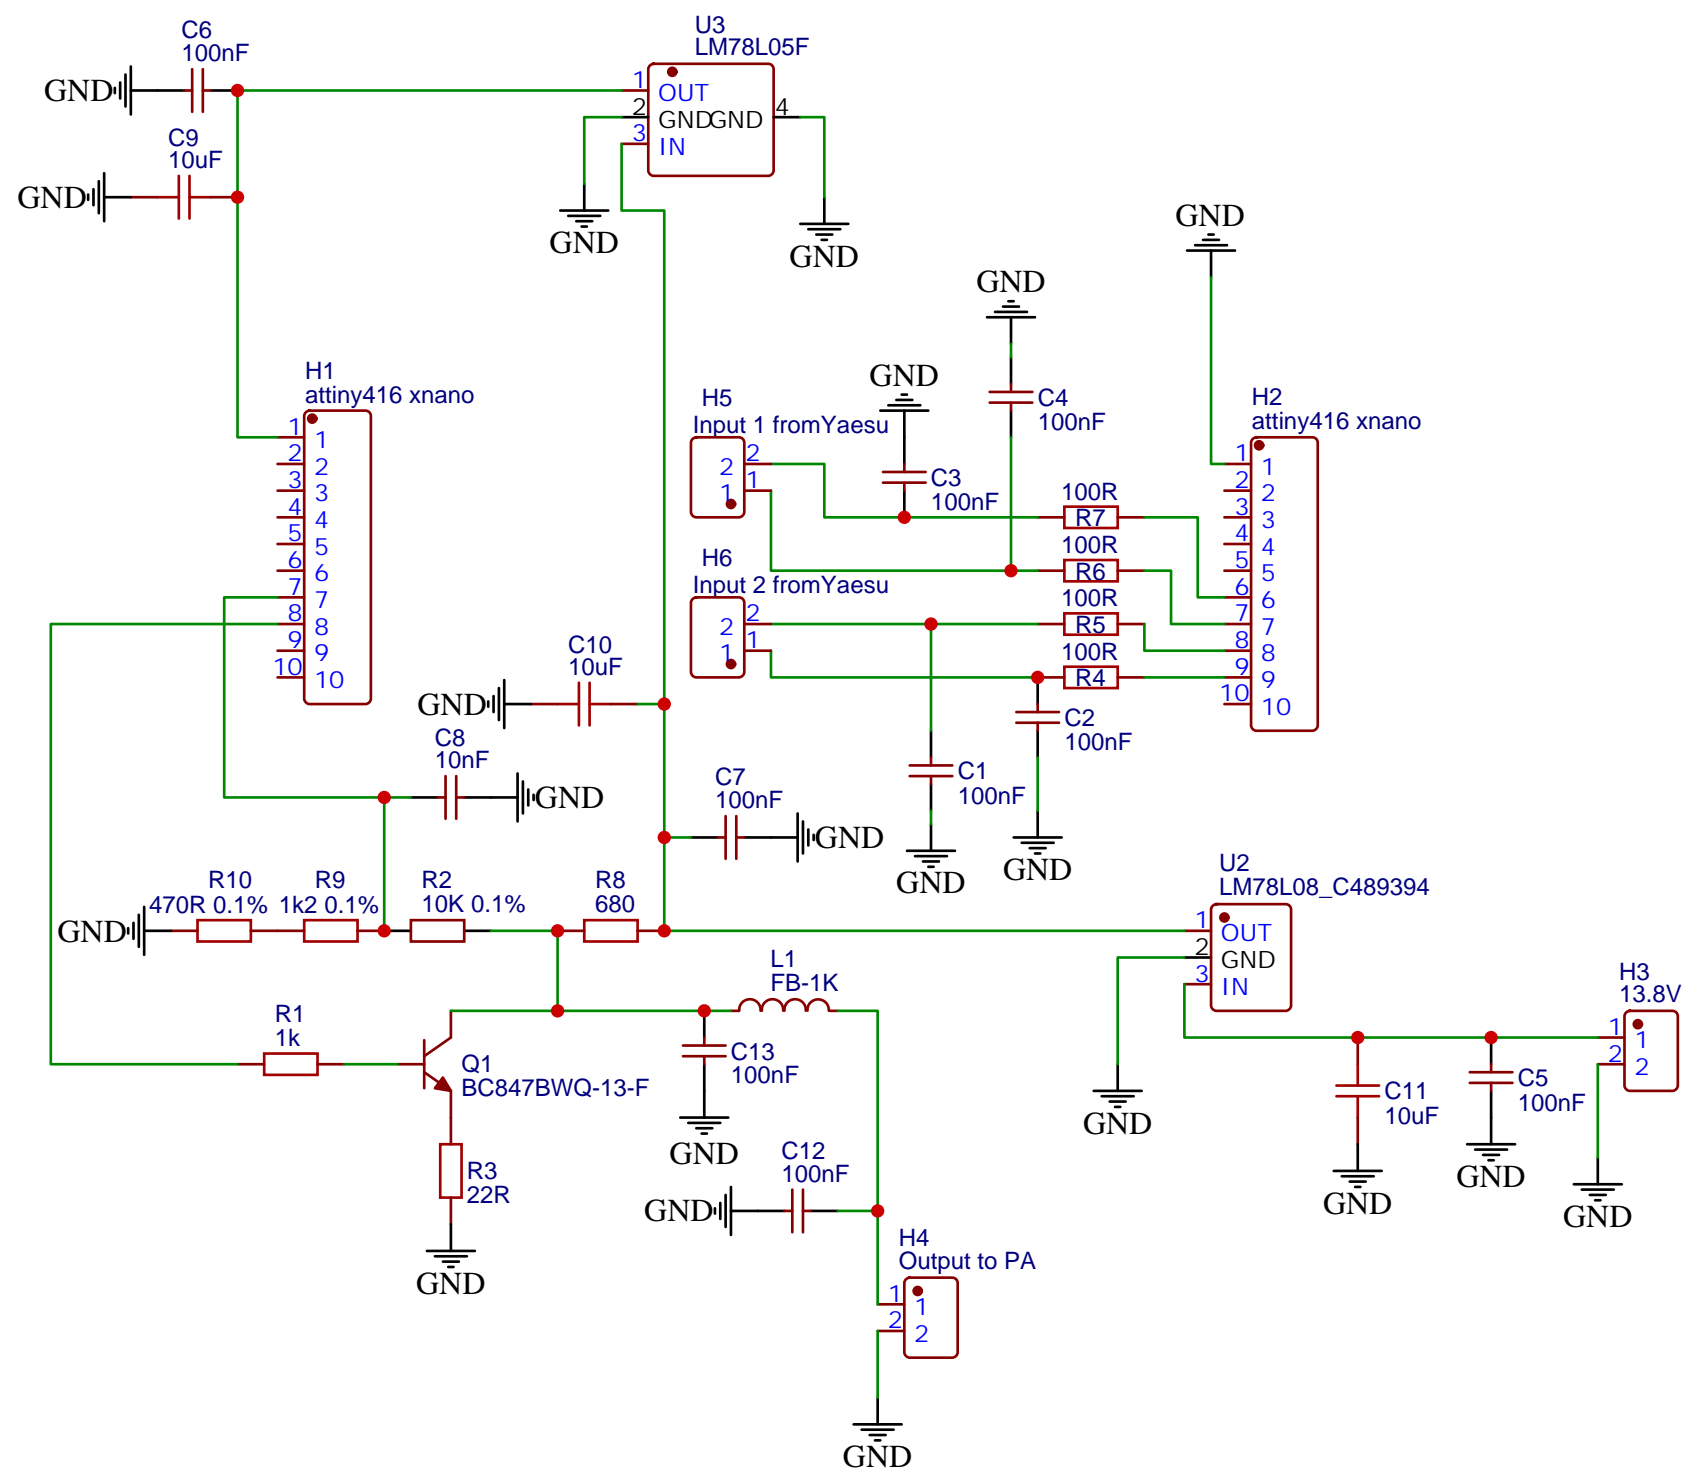 C6
100nF
GND
C9
10uF
GND
U3
LM78L05F
1
OUT
2
GND
GND
4
3
IN
GND
GND
GND
GND
GND
H1
attiny416 xnano
1
1
2
2
3
3
4
4
5
5
6
6
7
7
8
8
9
9
10
10
H5
Input 1 fromYaesu
2
2
1
1
C3
100nF
C4
100nF
H6
Input 2 fromYaesu
2
2
1
1
100R
R7
100R
R6
100R
R5
100R
R4
H2
attiny416 xnano
1
1
2
2
3
3
4
4
5
5
6
6
7
7
8
8
9
9
10
10
C10
10uF
GND
C8
10nF
GND
C7
100nF
GND
C1
100nF
GND
C2
100nF
GND
R10
470R 0.1%
GND
R9
1k2 0.1%
R2
10K 0.1%
R8
680
U2
LM78L08_C489394
1
OUT
2
GND
3
IN
GND
H3
13.8V
1
1
2
2
C11
10uF
GND
C5
100nF
GND
GND
R1
1k
Q1
BC847BWQ-13-F
R3
22R
GND
L1
FB-1K
C13
100nF
GND
C12
100nF
GND
H4
Output to PA
1
1
2
2
GND